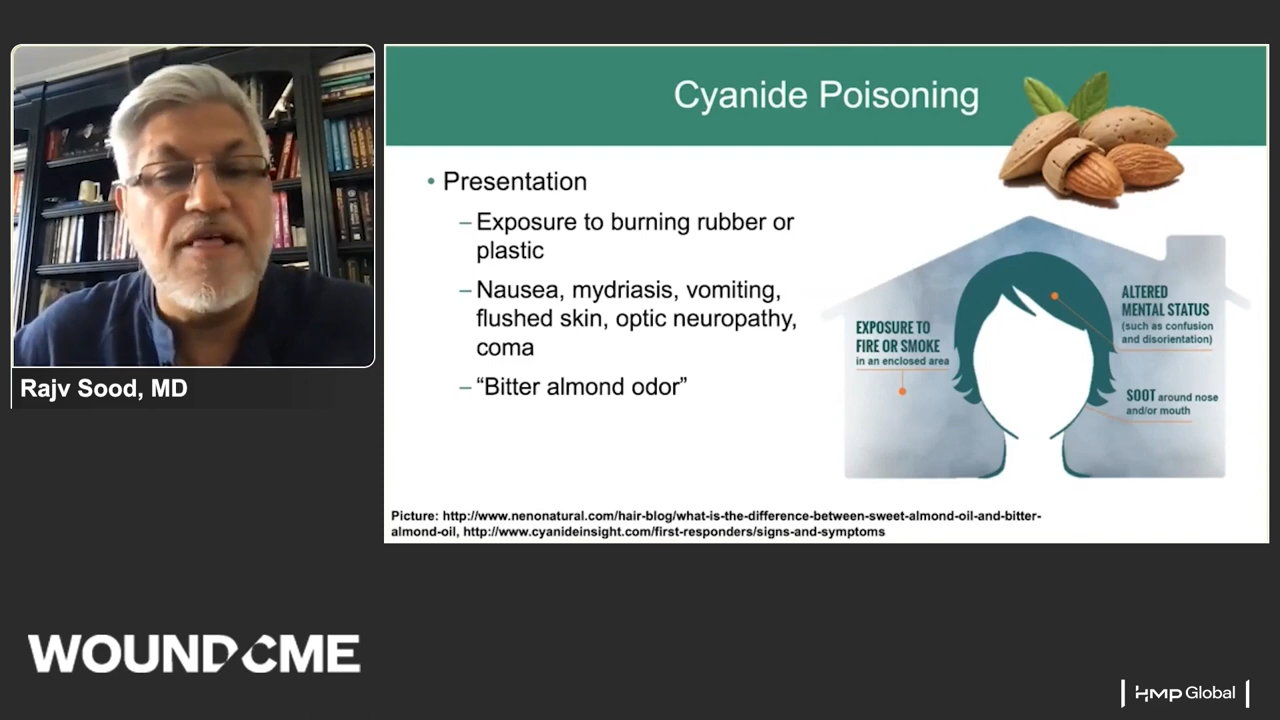 Cyanide Poisoning
• Presentation
– Exposure to burning rubber or
plastic
– Nausea, mydriasis, vomiting,
flushed skin, optic neuropathy,
coma
– “Bitter almond odor”
EXPOSURE TO
FIRE OR SMOKE
in an enclosed area
ALTERED
MENTAL STATUS
(such as confusion
and disorientation)
SOOT around nose
and/or mouth
Picture: http://www.nenonatural.com/hair-blog/what-is-the-difference-between-sweet-almond-oil-and-bitter-
almond-oil, http://www.cyanideinsight.com/first-responders/signs-and-symptoms
Rajv Sood, MD
WOUNDCME
HMP Global